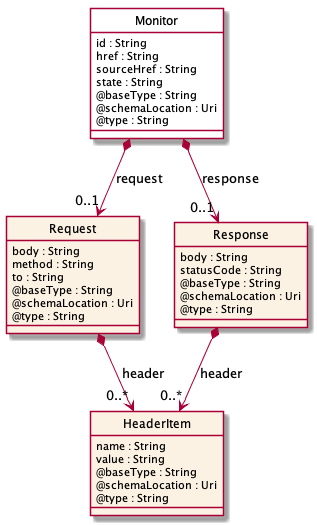 Monitor
id : String
href : String
sourceHref : String
state : String
@baseType : String
@schemaLocation : Uri
@type : String
request
response
0..1
0..1
Request
body : String
method : String
to : String
@baseType : String
@schemaLocation : Uri
@type : String
Response
body : String
statusCode : String
@baseType : String
@schemaLocation : Uri
@type : String
header
header
0..*
0..*
HeaderItem
name : String
value : String
@baseType : String
@schemaLocation : Uri
@type : String